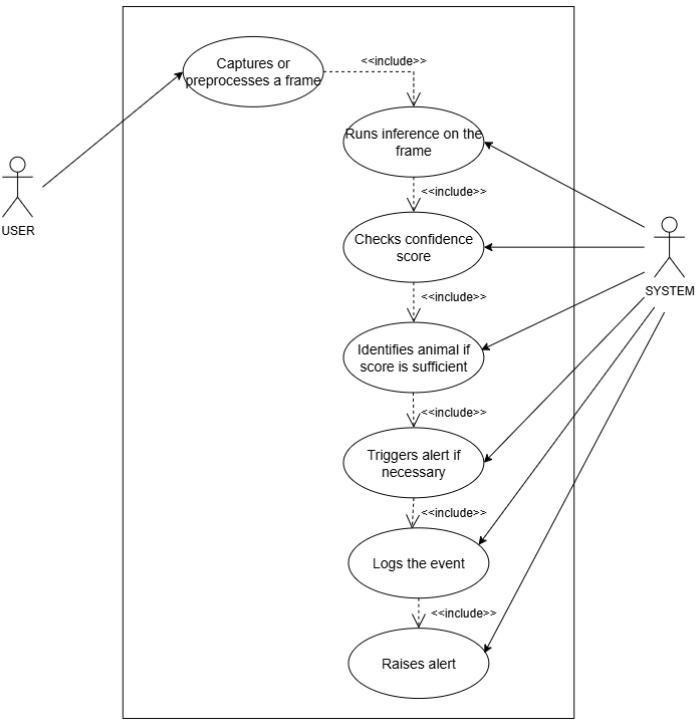 Captures or
preprocesses a frame
<<include>>
Runs inference on the
frame
<<include>>
USER
Checks confidence
score
SYSTEM
<<include>>
Identifies animal if
score is sufficient
<<include>>
Triggers alert if
necessary
<<include>>
Logs the event
<<include>>
Raises alert